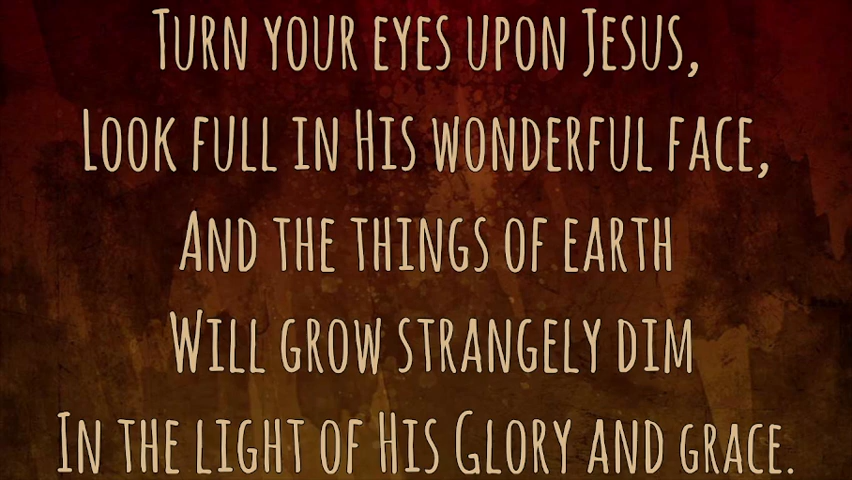 Turn your eyes upon Jesus,
Look full in His wonderful face,
And the things of earth
Will grow strangely dim
In the light of His Glory and grace.